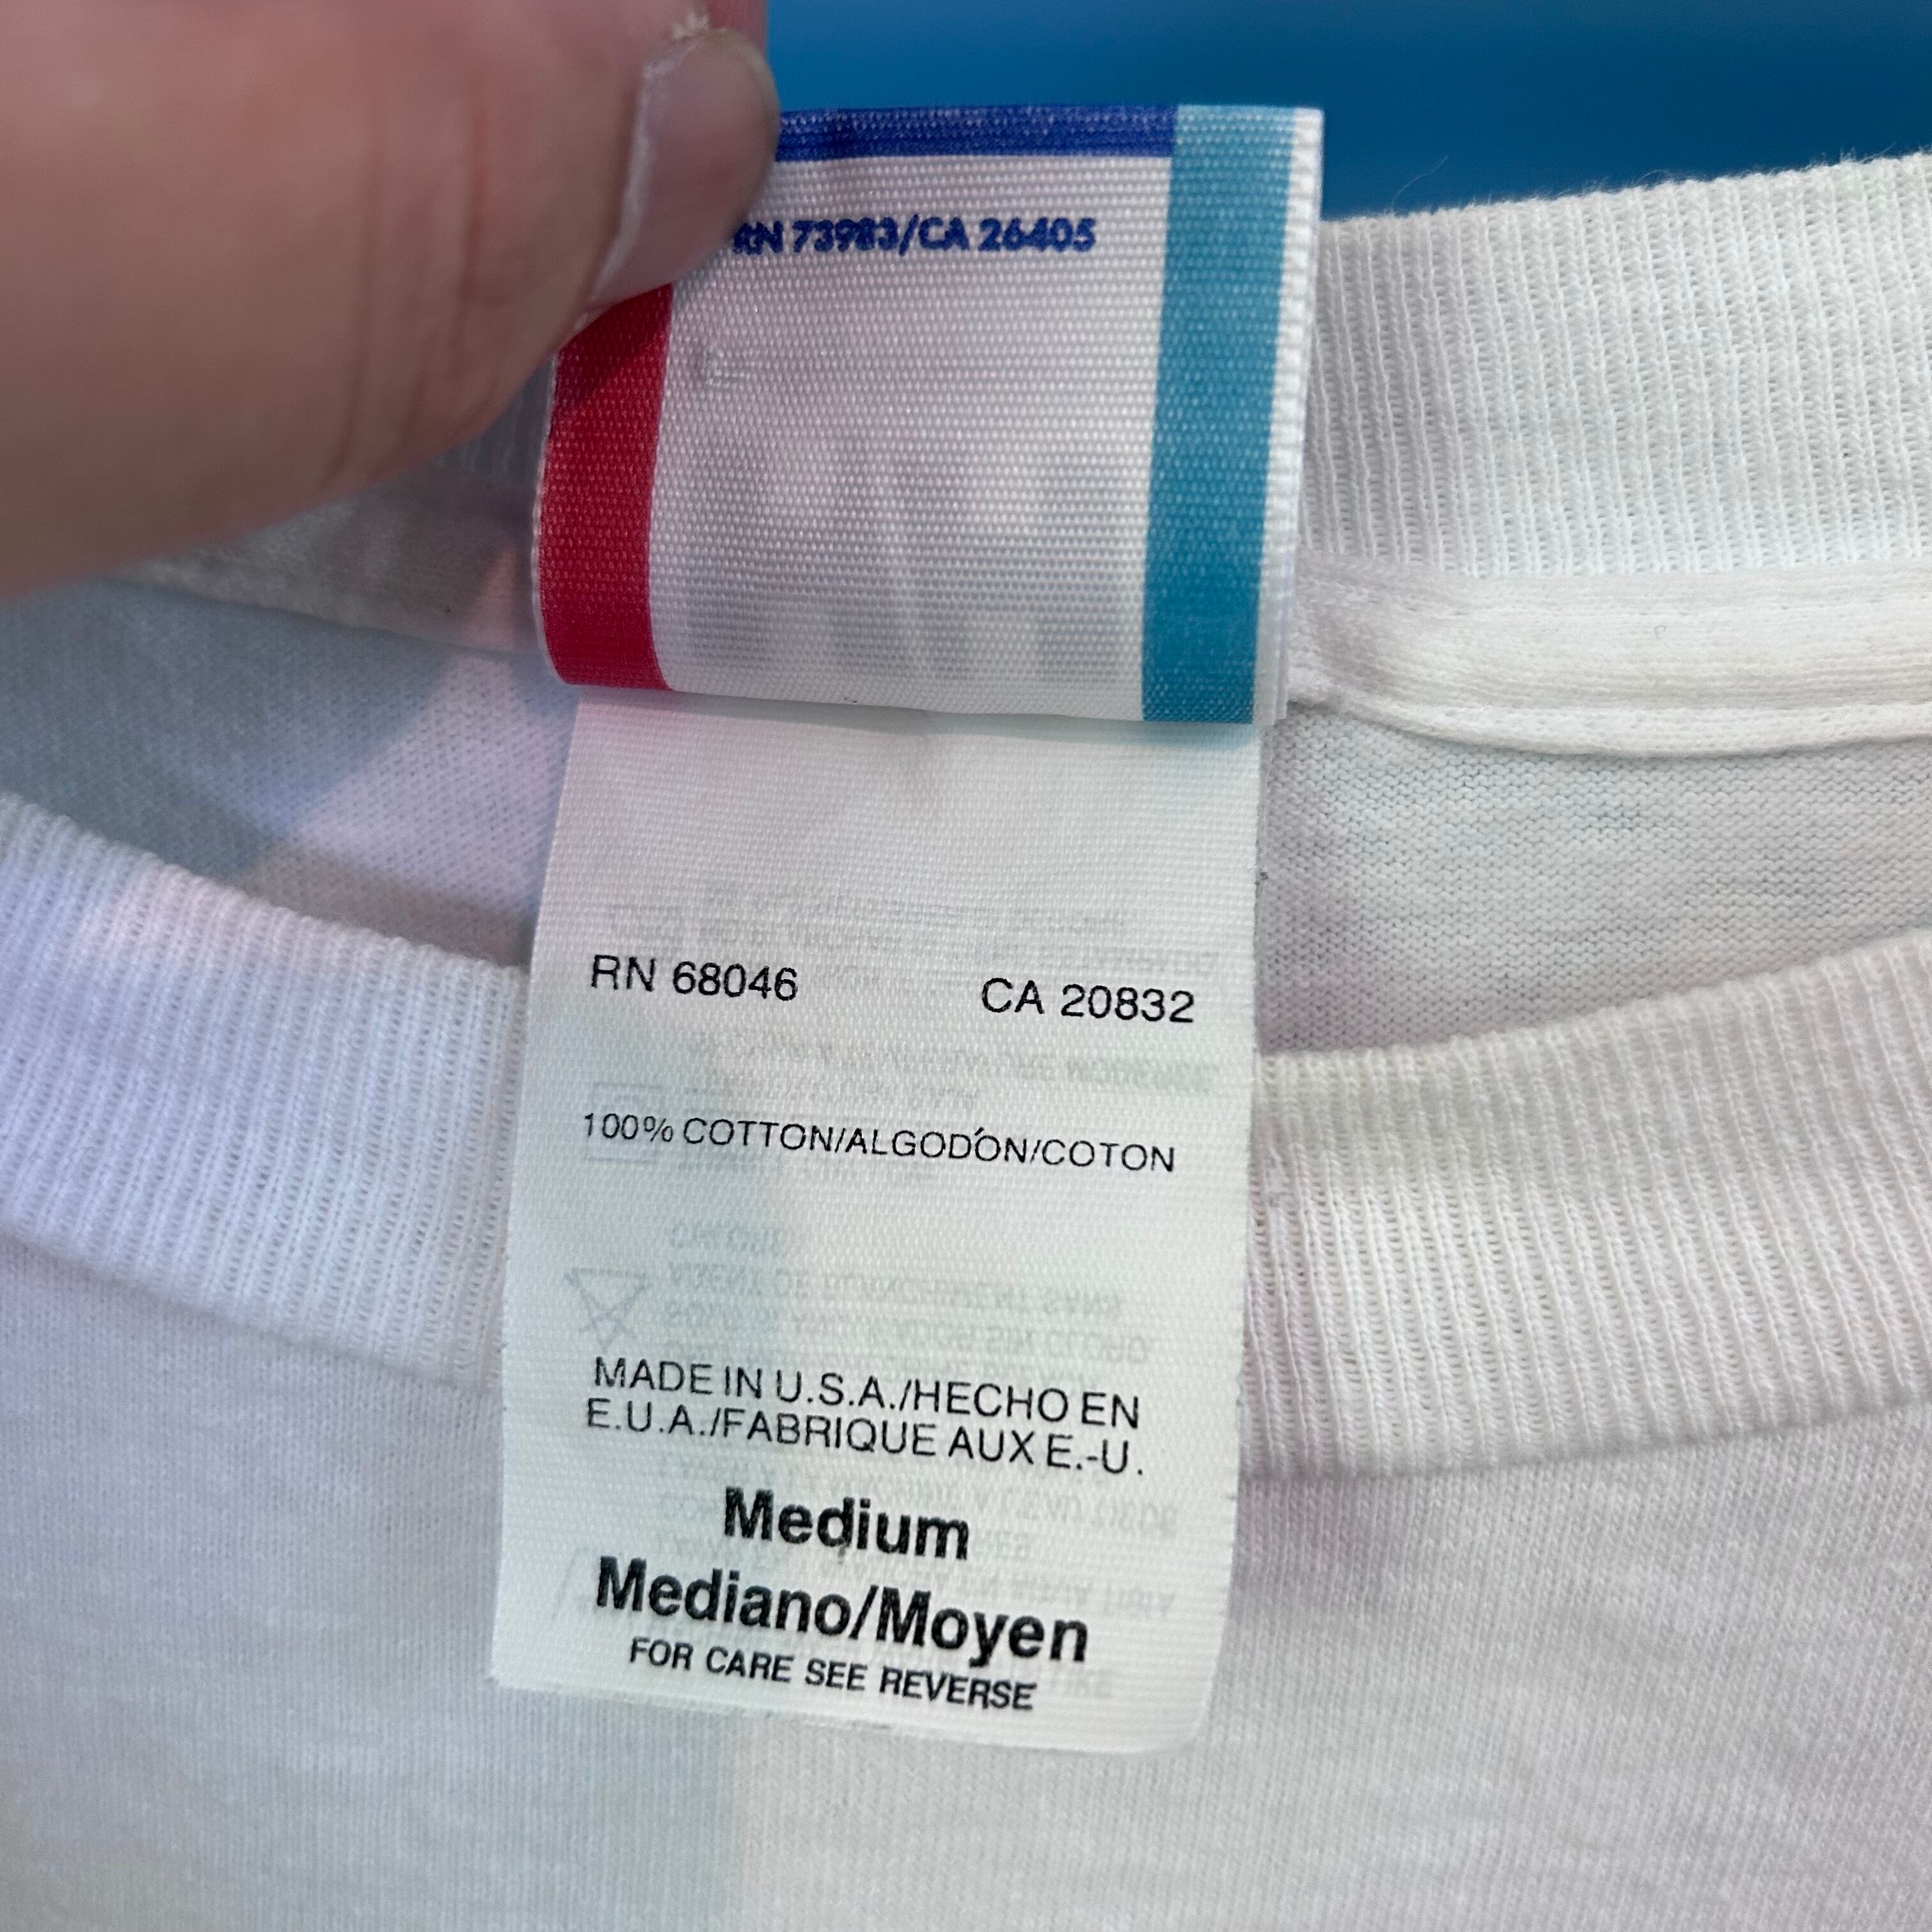 RN 73983/CA 26405
RN 68046 CA 20832
100% COTTON/ALGODÓN/COTON
MADE IN U.S.A./HECHO EN
E.U.A./FABRIQUE AUX E.-U.
Medium
Mediano/Moyen
FOR CARE SEE REVERSE